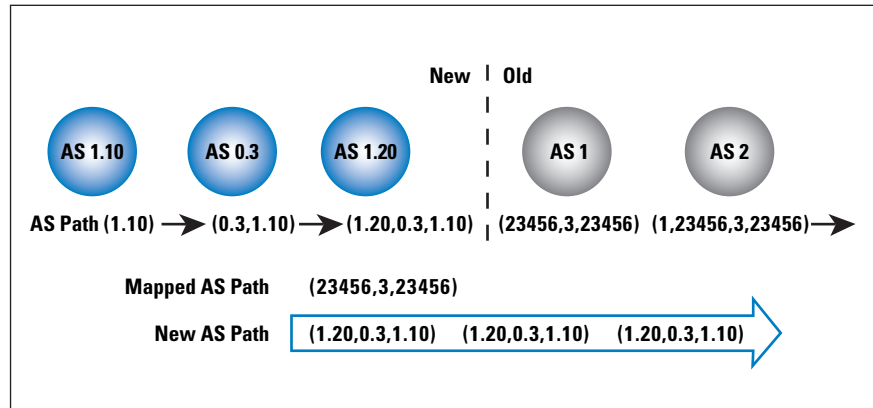 New | Old
AS 1.10 AS 0.3 AS 1.20 AS 1 AS 2
AS Path (1.10) (0.3,1.10) (1.20,0.3,1.10) (23456,3,23456) (1,23456,3,23456)
Mapped AS Path (23456,3,23456)
New AS Path (1.20,0.3,1.10) (1.20,0.3,1.10) (1.20,0.3,1.10)